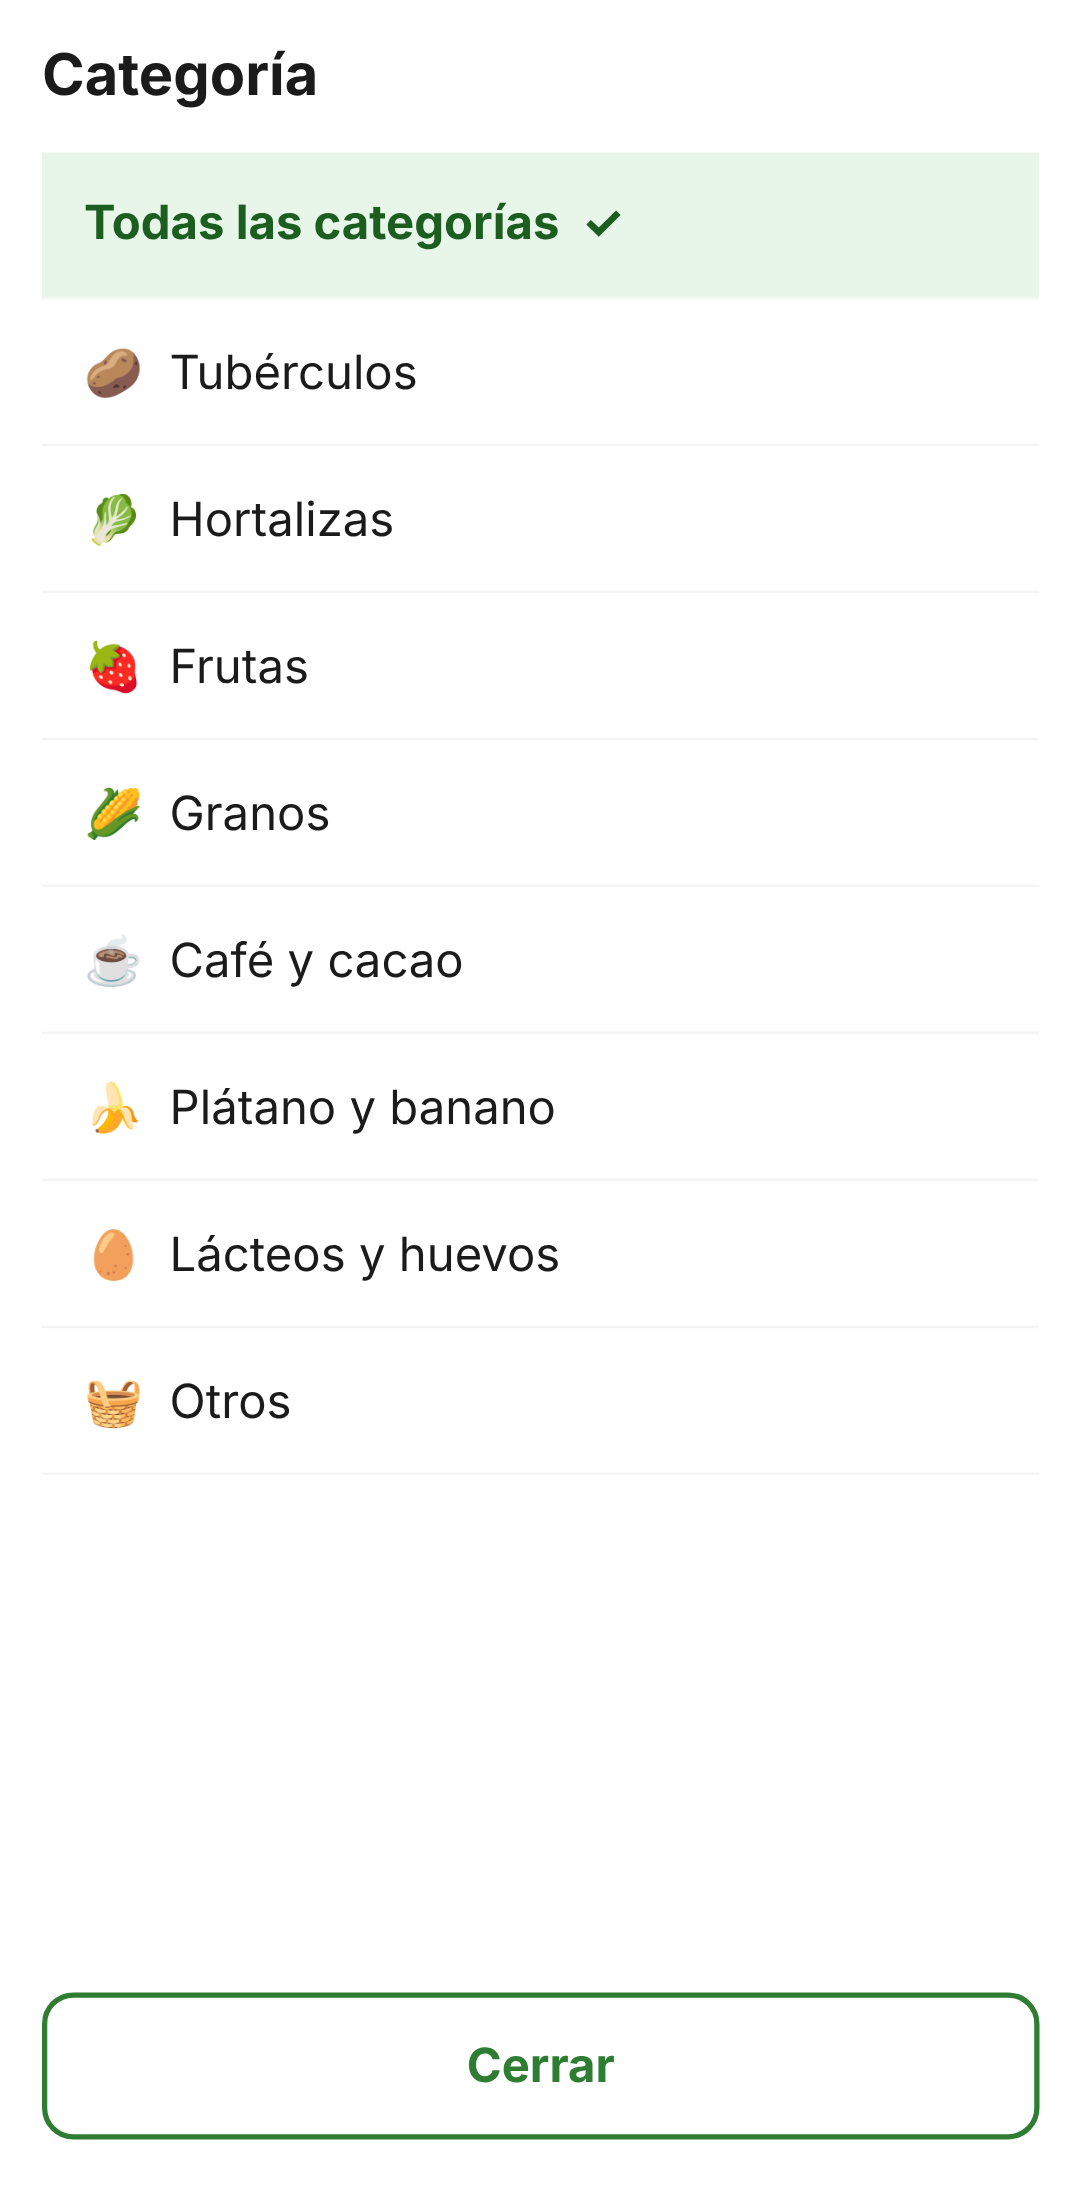 Categoría
Todas las categorías ✓
Tubérculos
Hortalizas
Frutas
Granos
Café y cacao
Plátano y banano
Lácteos y huevos
Otros
Cerrar